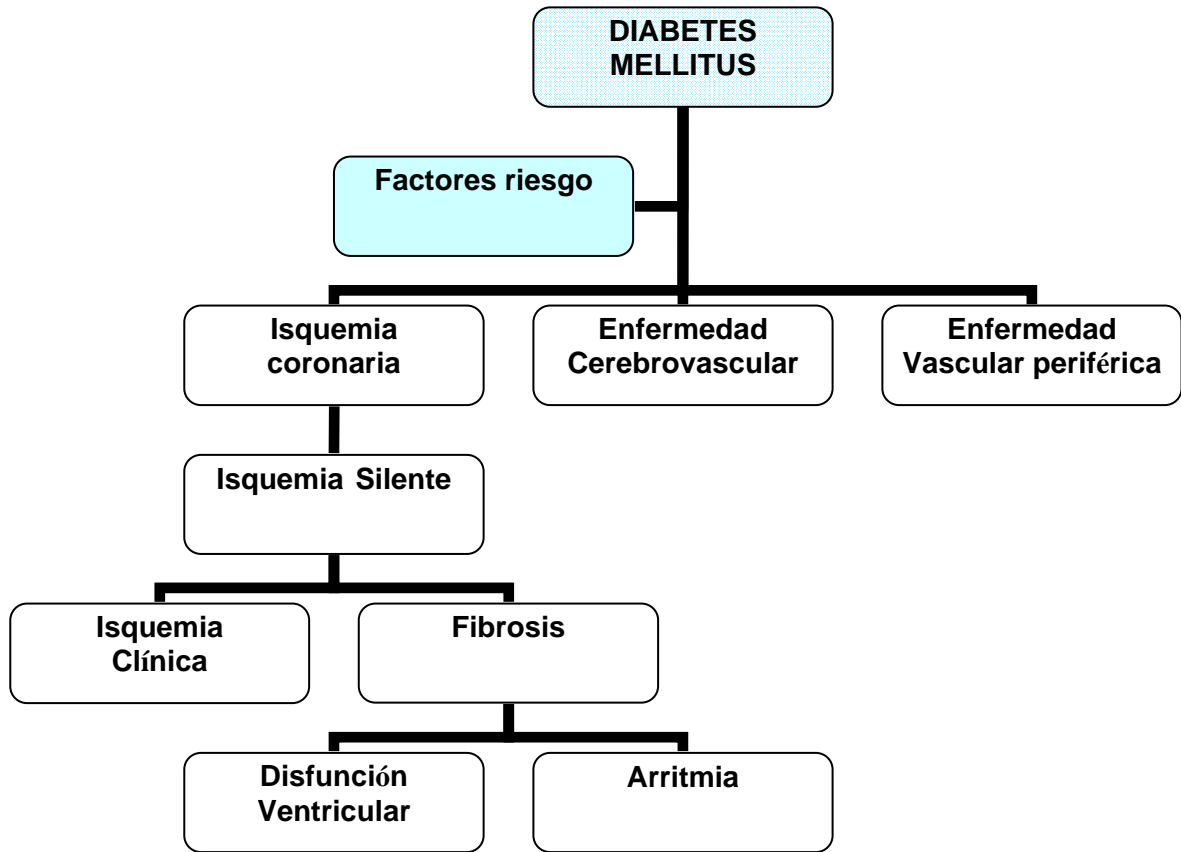 DIABETES
MELLITUS
Factores riesgo
Isquemia
coronaria
Enfermedad
Cerebrovascular
Enfermedad
Vascular periférica
Isquemia Silente
Isquemia
Clínica
Fibrosis
Disfunción
Ventricular
Arritmia